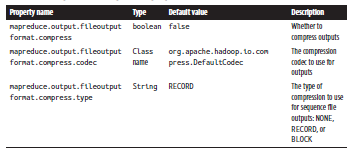 Property name Type Default value Description
mapreduce.output.fileoutput boolean false Whether to
format.compress compress outputs
mapreduce.output.fileoutput Class org.apache.hadoop.io.com The compression
format.compress.codec name press.DefaultCodec codec to use for
outputs
mapreduce.output.fileoutput String RECORD The type of
format.compress.type compression to use
for sequence file
outputs: NONE,
RECORD, or
BLOCK